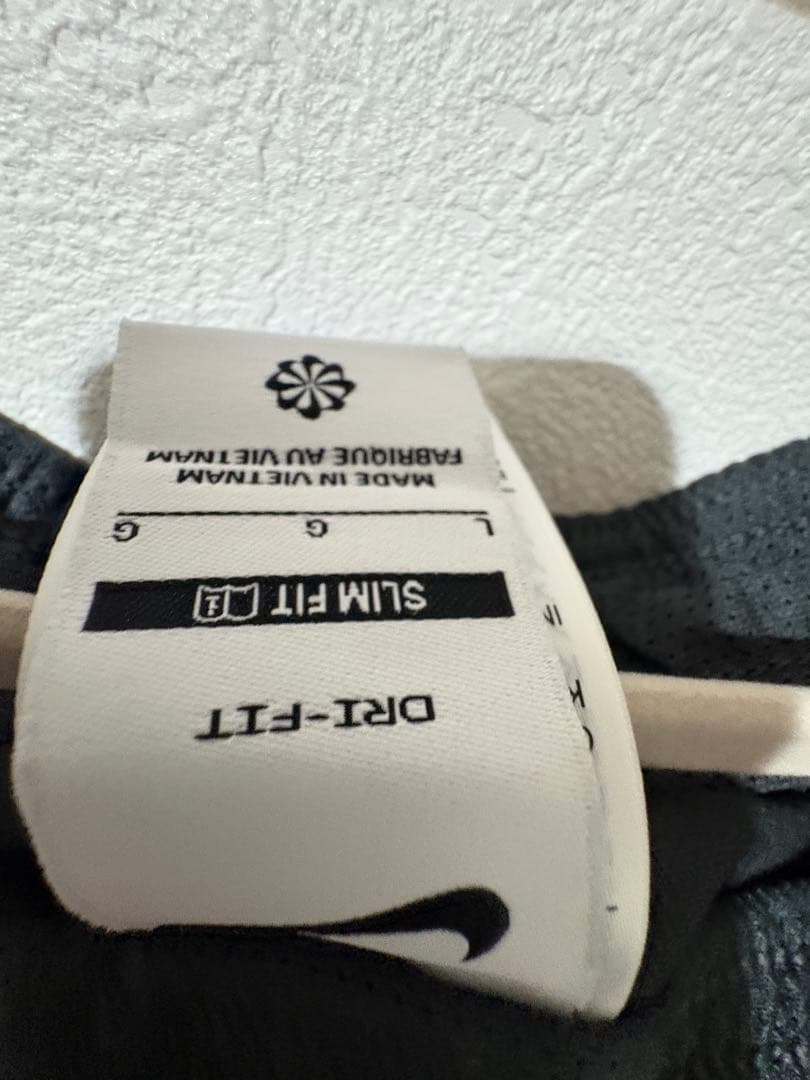 DRI-FIT
SLIM FIT
L G G
MADE IN VIETNAM
FABRIQUE AU VIETNAM